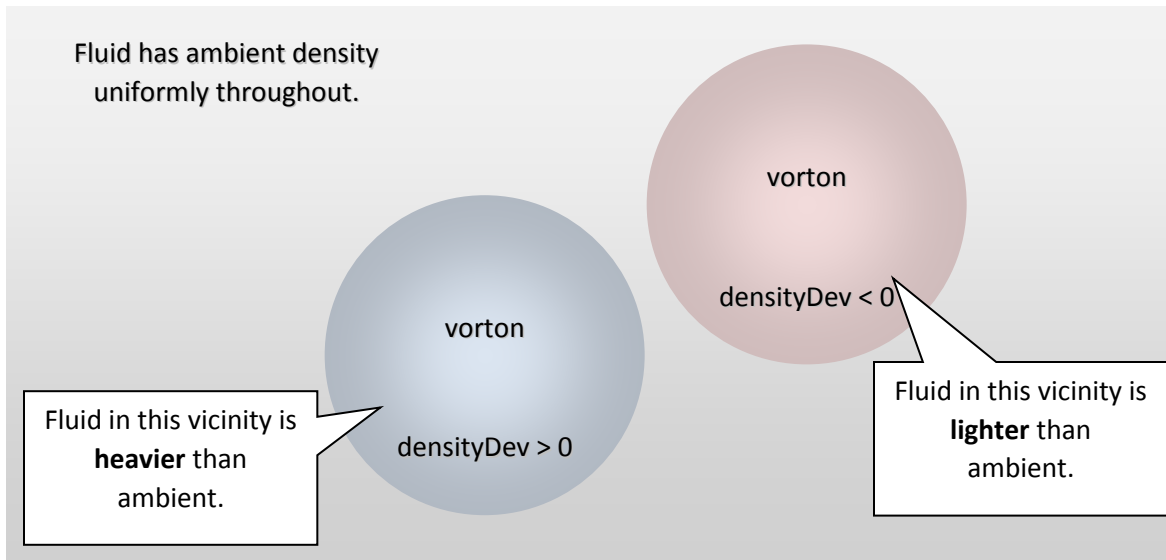 Fluid has ambient density
uniformly throughout.
vorton
densityDev < 0
vorton
densityDev > 0
Fluid in this vicinity is
heavier than
ambient.
Fluid in this vicinity is
lighter than
ambient.